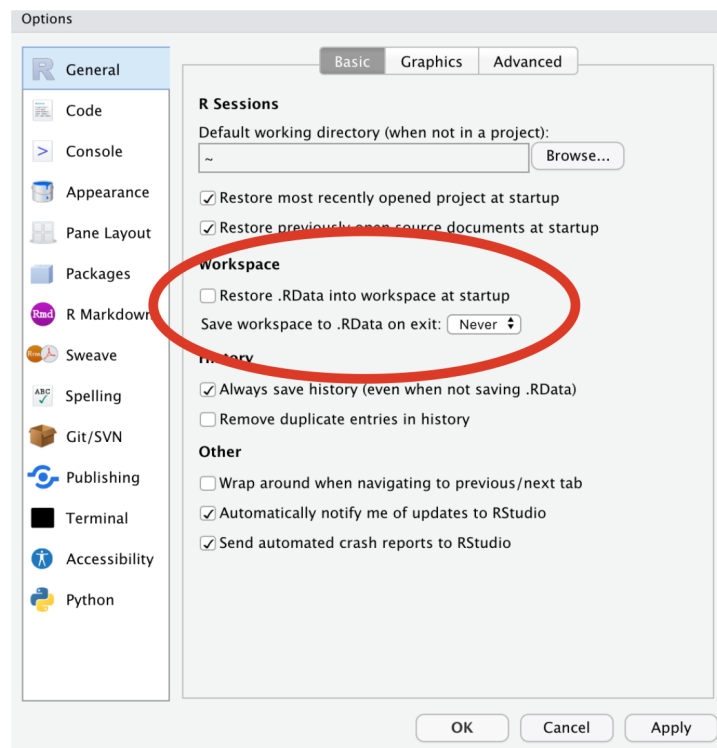 Options
General
Code
Console
Appearance
Pane Layout
Packages
Rmd R Markdown
Rnw Sweave
ABC Spelling
Git/SVN
Publishing
Terminal
Accessibility
Python
Basic Graphics Advanced
R Sessions
Default working directory (when not in a project):
~ Browse...
Restore most recently opened project at startup
Restore previously open source documents at startup
Workspace
Restore .RData into workspace at startup
Save workspace to .RData on exit: Never
History
Always save history (even when not saving .RData)
Remove duplicate entries in history
Other
Wrap around when navigating to previous/next tab
Automatically notify me of updates to RStudio
Send automated crash reports to RStudio
OK Cancel Apply